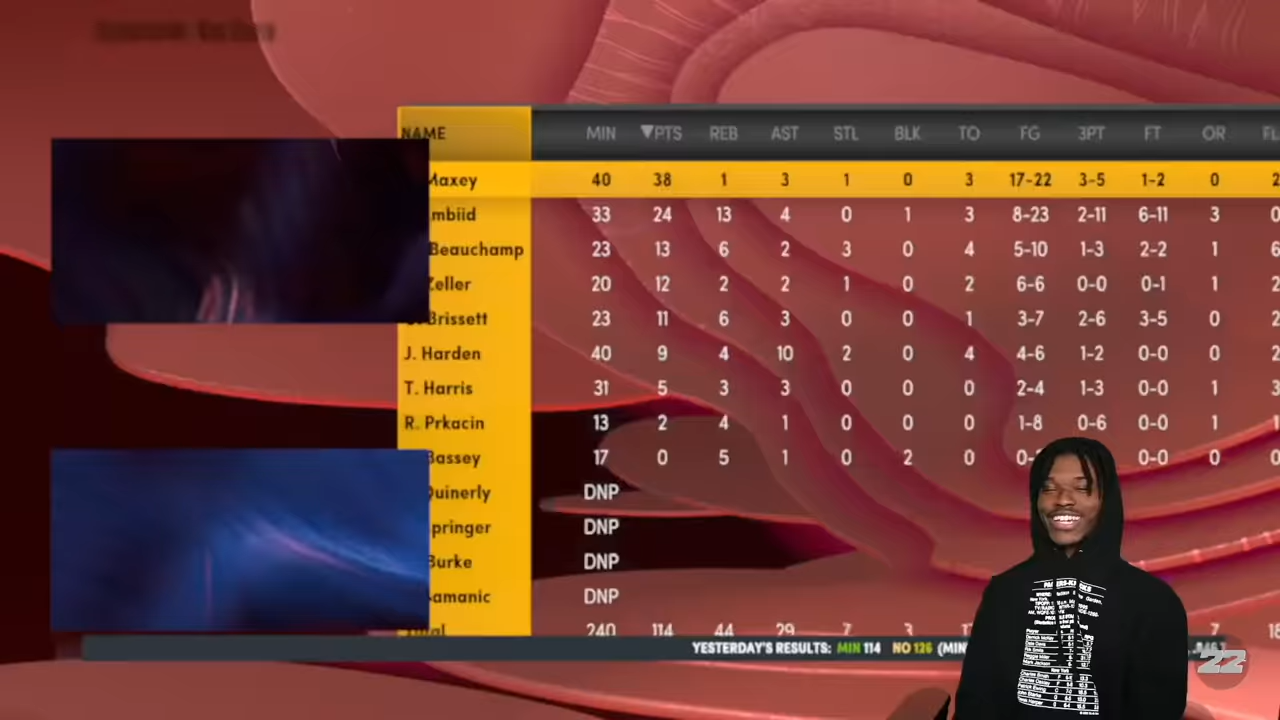 NAME MIN ▼PTS REB AST STL BLK TO FG 3PT FT OR
Maxey 40 38 1 3 1 0 3 17-22 3-5 1-2 0 2
mbiid 33 24 13 4 0 1 3 8-23 2-11 6-11 3 0
Beauchamp 23 13 6 2 3 0 4 5-10 1-3 2-2 1 6
Zeller 20 12 2 2 1 0 2 6-6 0-0 0-1 1 2
Brissett 23 11 6 3 0 0 1 3-7 2-6 3-5 0 2
J. Harden 40 9 4 10 2 0 4 4-6 1-2 0-0 0 2
T. Harris 31 5 3 3 0 0 0 2-4 1-3 0-0 1 3
R. Prkacin 13 2 4 1 0 0 0 1-8 0-6 0-0 1 1
Bassey 17 0 5 1 0 2 0 0-0 0
Quinerly DNP
pringer DNP
Burke DNP
amanic DNP
240 114 44 29 7 3 7
YESTERDAY'S RESULTS: MIN 114 NO 126 (MIN
22